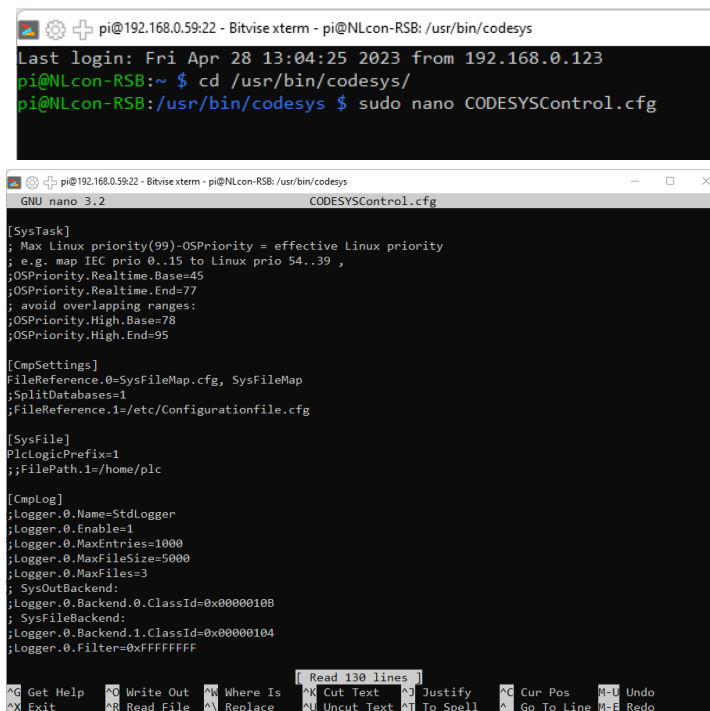 pi@192.168.0.59:22 - Bitvise xterm - pi@NLcon-RSB: /usr/bin/codesys
Last login: Fri Apr 28 13:04:25 2023 from 192.168.0.123
pi@NLcon-RSB:~ $ cd /usr/bin/codesys/
pi@NLcon-RSB:/usr/bin/codesys $ sudo nano CODESYSControl.cfg
pi@192.168.0.59:22 - Bitvise xterm - pi@NLcon-RSB: /usr/bin/codesys
GNU nano 3.2 CODESYSControl.cfg
[SysTask]
; Max Linux priority(99)-OSPriority = effective Linux priority
; e.g. map IEC prio 0..15 to Linux prio 54..39 ,
;OSPriority.Realtime.Base=45
;OSPriority.Realtime.End=77
; avoid overlapping ranges:
;OSPriority.High.Base=78
;OSPriority.High.End=95
[CmpSettings]
FileReference.0=SysFileMap.cfg, SysFileMap
;SplitDatabases=1
;FileReference.1=/etc/Configurationfile.cfg
[SysFile]
PlcLogicPrefix=1
;;FilePath.1=/home/plc
[CmpLog]
;Logger.0.Name=StdLogger
;Logger.0.Enable=1
;Logger.0.MaxEntries=1000
;Logger.0.MaxFileSize=5000
;Logger.0.MaxFiles=3
; SysOutBackend:
;Logger.0.Backend.0.ClassId=0x0000010B
; SysFileBackend:
;Logger.0.Backend.1.ClassId=0x00000104
;Logger.0.Filter=0xFFFFFFFF
[ Read 130 lines ]
^G Get Help ^O Write Out ^W Where Is ^K Cut Text ^J Justify ^C Cur Pos M-U Undo
^X Exit ^R Read File ^\ Replace ^U Uncut Text ^T To Spell ^_ Go To Line M-E Redo